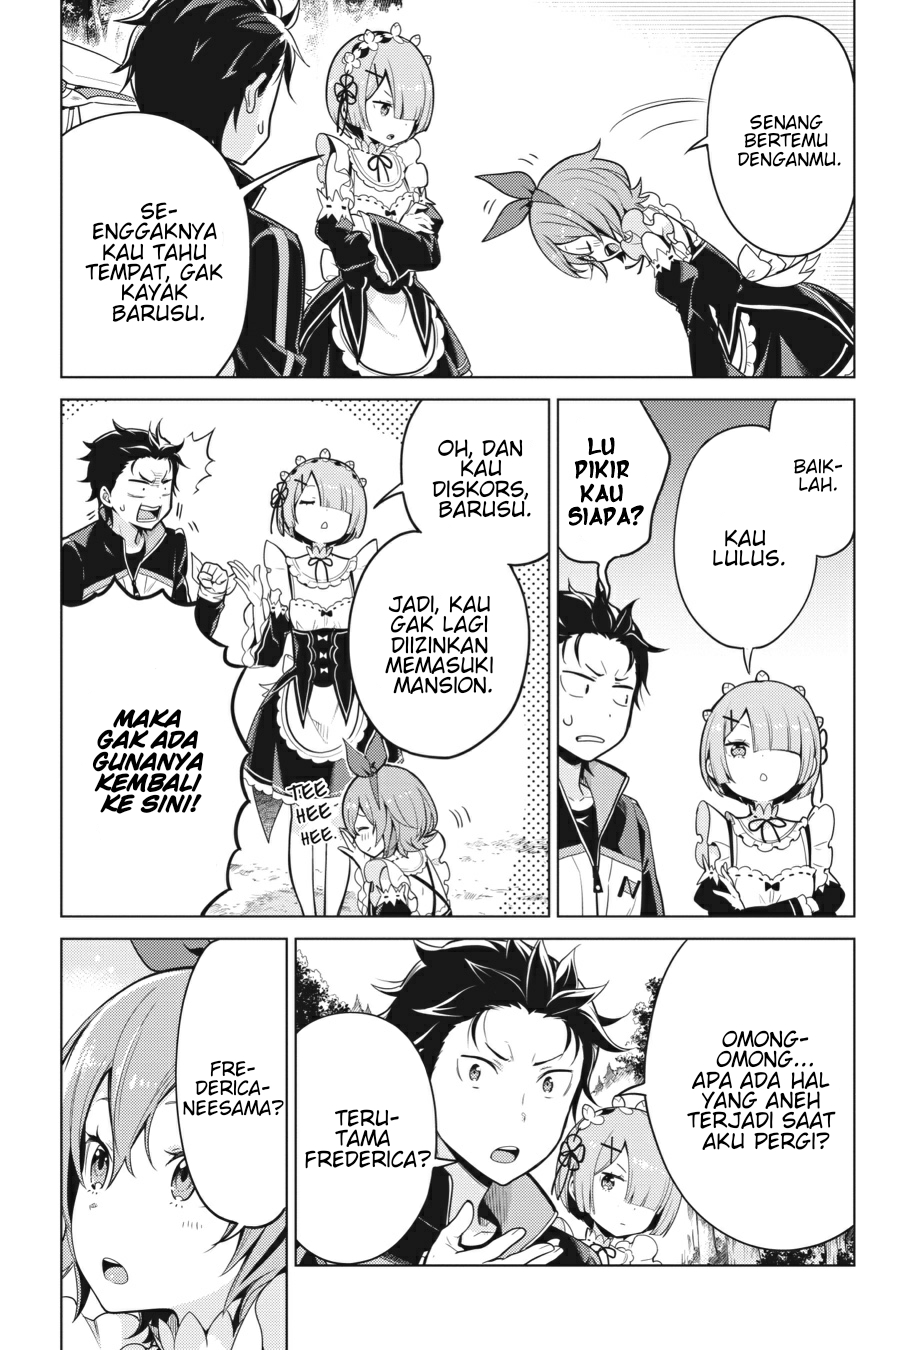 SENANG
BERTEMU
DENGANMU.
SE-
ENGGAKNYA
KAU TAHU
TEMPAT, GAK
KAYAK
BARUSU.
BAIK-
LAH.
KAU
LULUS.
LU
PIKIR
KAU
SIAPA?
OH, DAN
KAU
DISKORS,
BARUSU.
JADI, KAU
GAK LAGI
DIIZINKAN
MEMASUKI
MANSION.
MAKA
GAK ADA
GUNANYA
KEMBALI
KE SINI!
TEE
HEE
HEE.
OMONG-
OMONG...
APA ADA HAL
YANG ANEH
TERJADI SAAT
AKU PERGI?
TERU-
TAMA
FREDERICA?
FRE-
DERICA-
NEESAMA?